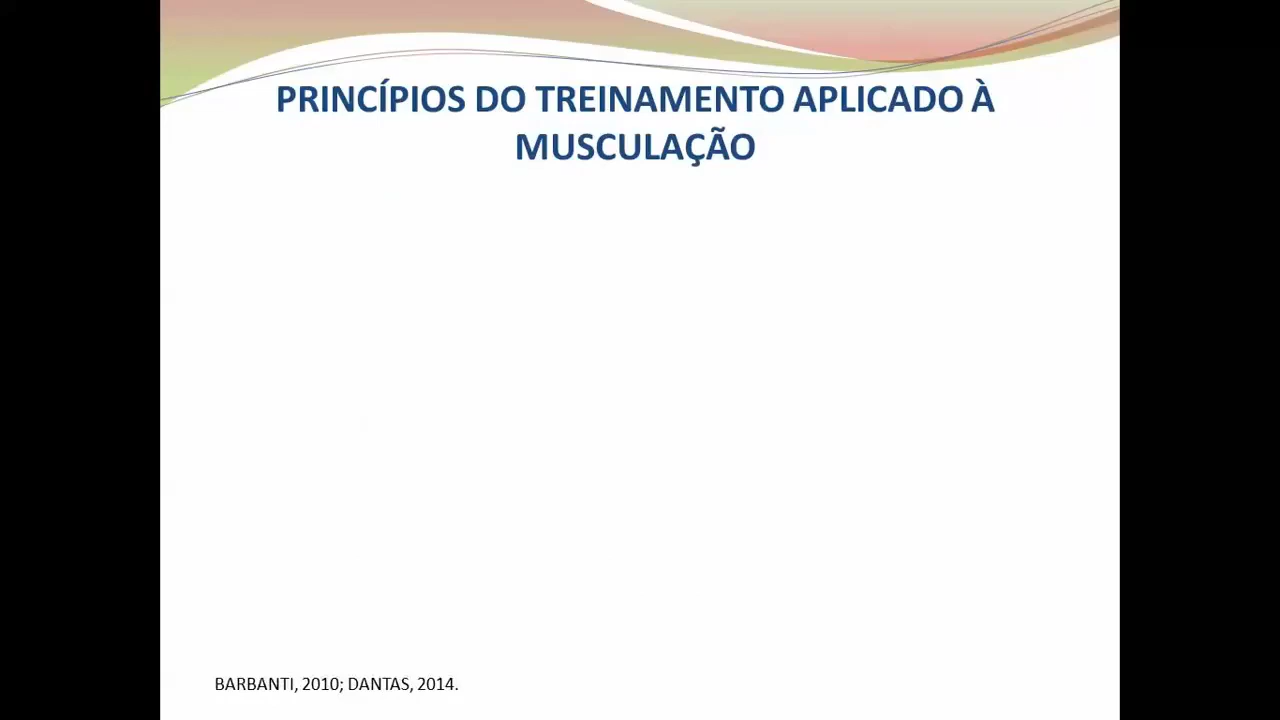 PRINCÍPIOS DO TREINAMENTO APLICADO À
MUSCULAÇÃO
BARBANTI, 2010; DANTAS, 2014.